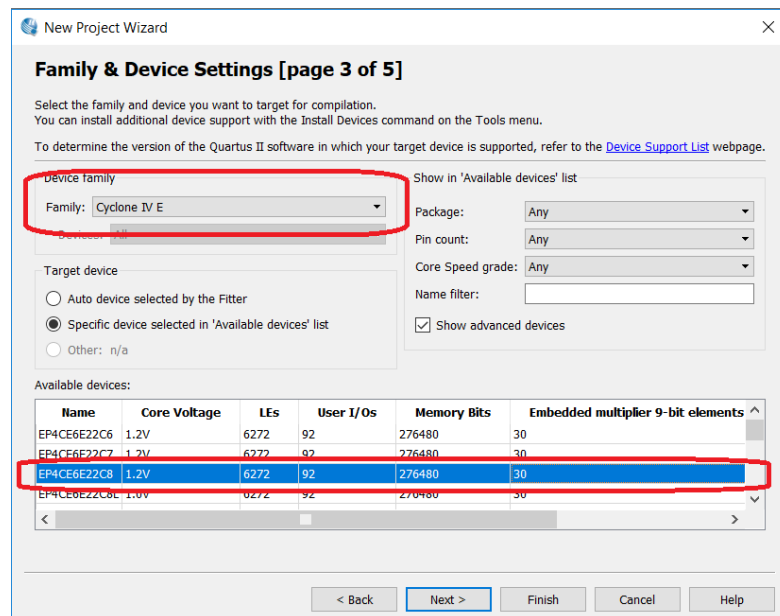 New Project Wizard
Family & Device Settings [page 3 of 5]
Select the family and device you want to target for compilation.
You can install additional device support with the Install Devices command on the Tools menu.
To determine the version of the Quartus II software in which your target device is supported, refer to the Device Support List webpage.
Device family
Family: Cyclone IV E
Devices: All
Target device
Auto device selected by the Fitter
Specific device selected in 'Available devices' list
Other: n/a
Show in 'Available devices' list
Package: Any
Pin count: Any
Core Speed grade: Any
Name filter:
Show advanced devices
Available devices:
Name Core Voltage LEs User I/Os Memory Bits Embedded multiplier 9-bit elements
EP4CE6E22C6 1.2V 6272 92 276480 30
EP4CE6E22C7 1.2V 6272 92 276480 30
EP4CE6E22C8 1.2V 6272 92 276480 30
EP4CE6E22C8L 1.0V 6272 92 276480 30
< Back Next > Finish Cancel Help